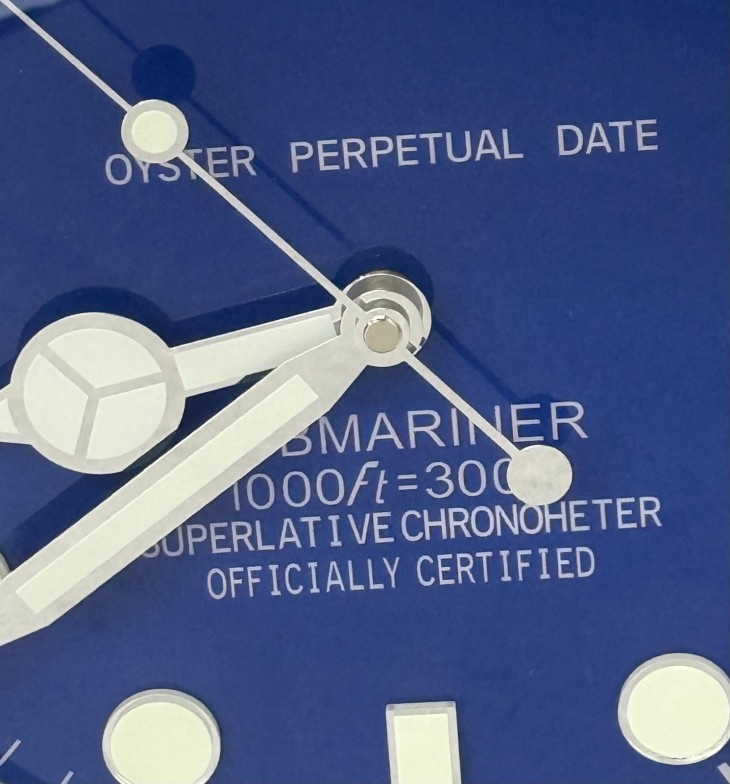 OYSTER PERPETUAL DATE
BMARINER
1000ft=300
SUPERLATIVE CHRONOHETER
OFFICIALLY CERTIFIED